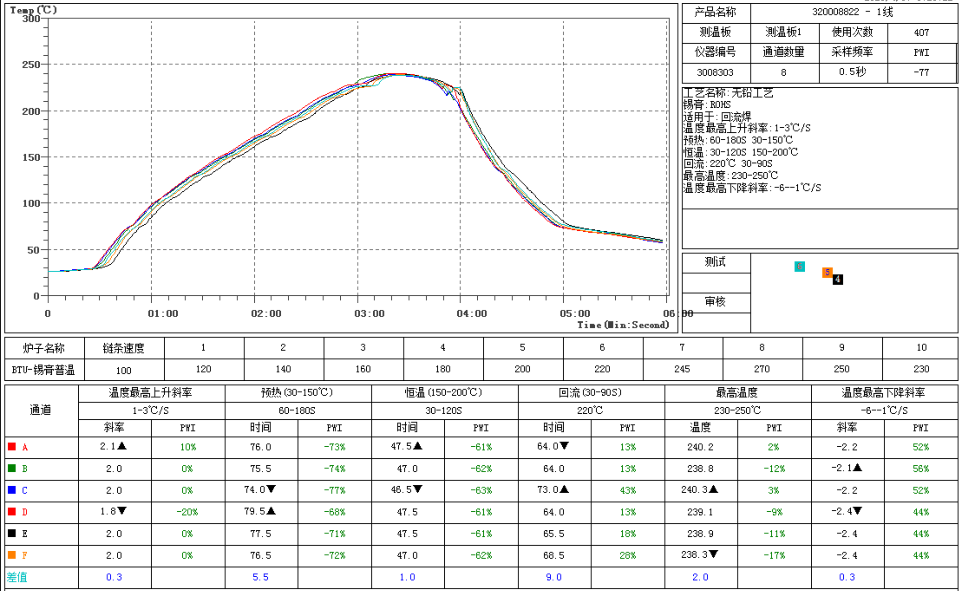 Temp(℃)
300
250
200
150
100
50
0
0 01:00 02:00 03:00 04:00 05:00 06:00
Time(Min:Second)
产品名称 320008822 - 1线
测温板 测温板1 使用次数 407
仪器编号 通道数量 采样频率 PWI
3008303 8 0.5秒 -77
工艺名称:无铅工艺
锡膏:ROHS
适用于:回流焊
温度最高上升斜率:1-3℃/S
预热:60-180S 30-150℃
恒温:30-120S 150-200℃
回流:220℃ 30-90S
最高温度:230-250℃
温度最高下降斜率:-6--1℃/S
测试
4
审核
炉子名称 链条速度 1 2 3 4 5 6 7 8 9 10
BTU-锡膏普温 100 120 140 160 180 200 220 245 270 250 230
通道 温度最高上升斜率 预热(30-150℃) 恒温(150-200℃) 回流(30-90S) 最高温度 温度最高下降斜率
1-3℃/S 60-180S 30-120S 220℃ 230-250℃ -6--1℃/S
斜率 PWI 时间 PWI 时间 PWI 时间 PWI 温度 PWI 斜率 PWI
A 2.1▲ 10% 76.0 -73% 47.5▲ -61% 64.0▼ 13% 240.2 2% -2.2 52%
B 2.0 0% 75.5 -74% 47.0 -62% 64.0 13% 238.8 -12% -2.1▲ 56%
C 2.0 0% 74.0▼ -77% 46.5▼ -63% 73.0▲ 43% 240.3▲ 3% -2.2 52%
D 1.8▼ -20% 79.5▲ -68% 47.5 -61% 64.0 13% 239.1 -9% -2.4▼ 44%
E 2.0 0% 77.5 -71% 47.5 -61% 65.5 18% 238.9 -11% -2.4 44%
F 2.0 0% 76.5 -72% 47.0 -62% 68.5 28% 238.3▼ -17% -2.4 44%
差值 0.3 5.5 1.0 9.0 2.0 0.3